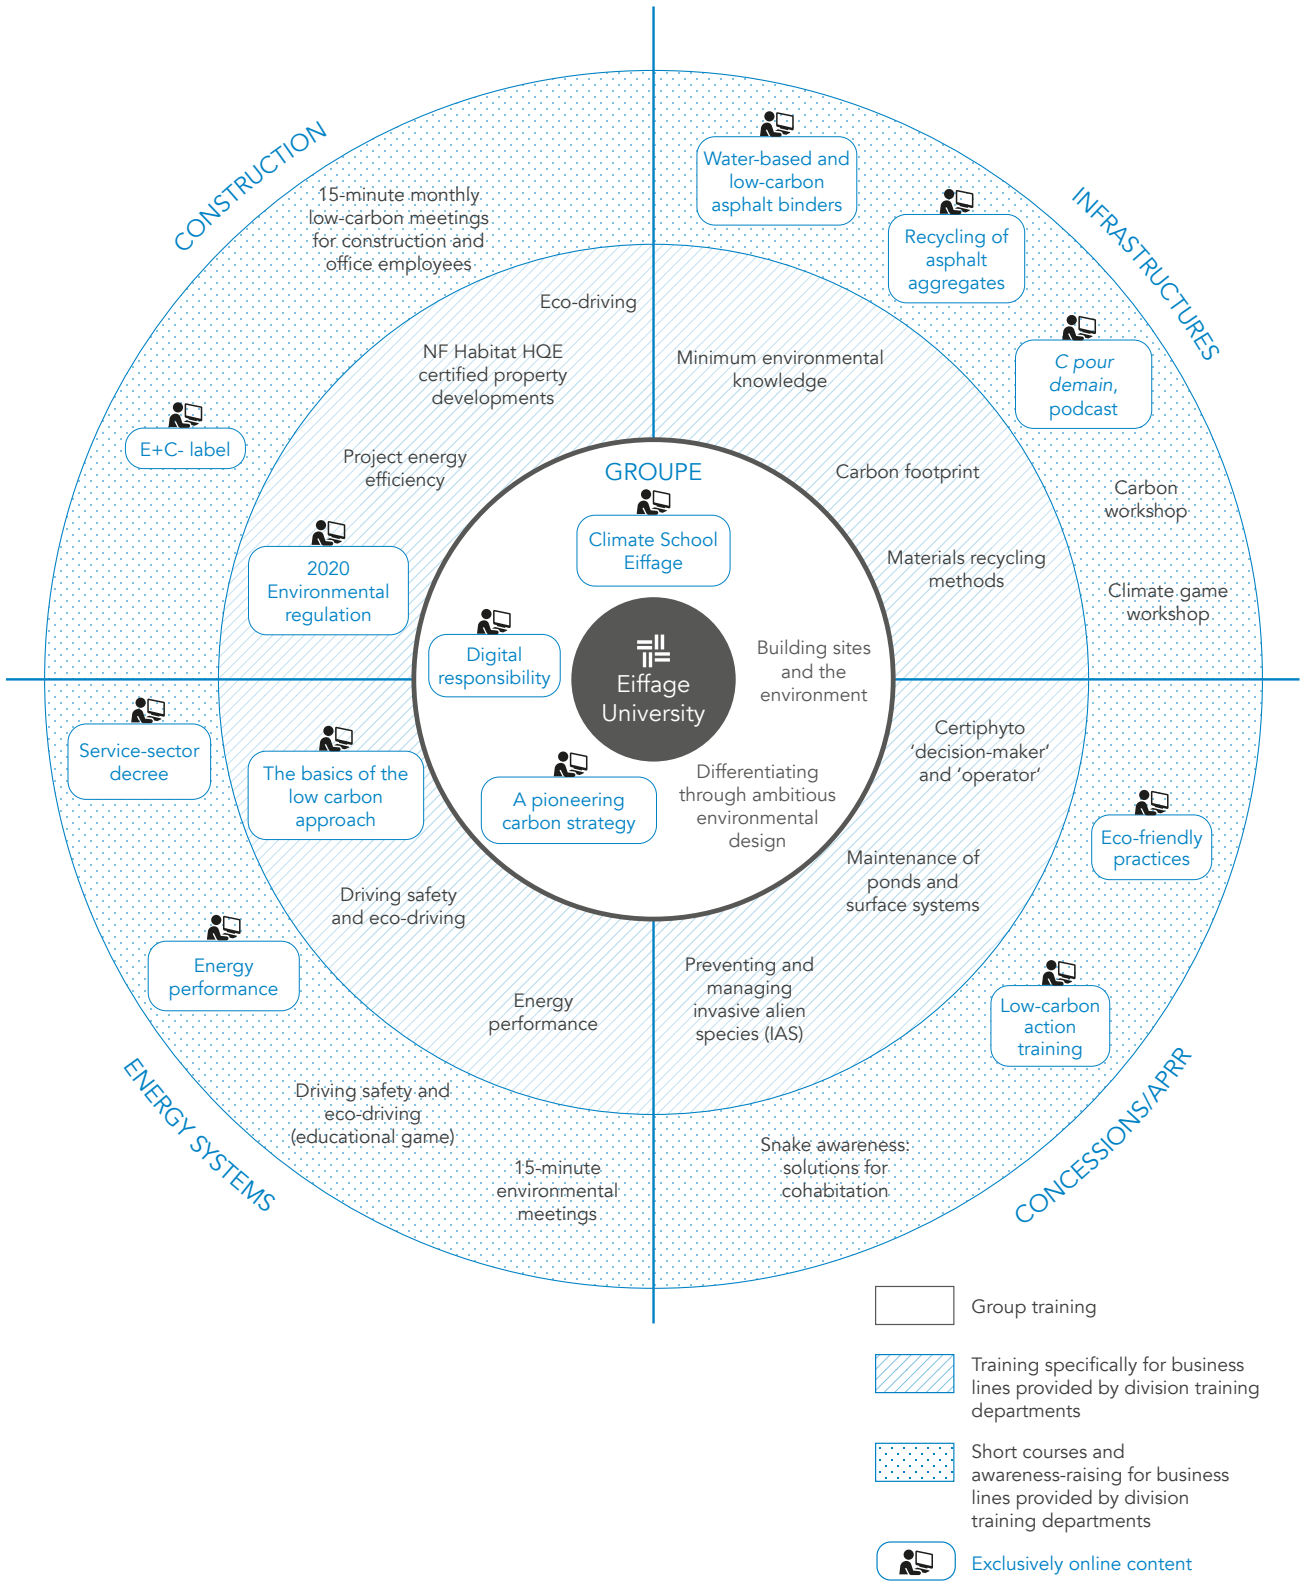 CONSTRUCTION
15-minute monthly
low-carbon meetings
for construction and
office employees
E+C- label
Eco-driving
NF Habitat HQE
certified property
developments
Project energy
efficiency
2020
Environmental
regulation
INFRASTRUCTURES
Water-based and
low-carbon
asphalt binders
Recycling of
asphalt
aggregates
C pour
demain,
podcast
Carbon
workshop
Climate game
workshop
Minimum environmental
knowledge
Carbon footprint
Materials recycling
methods
GROUPE
Climate School
Eiffage
Digital
responsibility
Eiffage
University
Building sites
and the
environment
A pioneering
carbon strategy
Differentiating
through ambitious
environmental
design
ENERGY SYSTEMS
Service-sector
decree
The basics of the
low carbon
approach
Driving safety
and eco-driving
Energy
performance
Energy
performance
Driving safety and
eco-driving
(educational game)
15-minute
environmental
meetings
CONCESSIONS/APRR
Certiphyto
‘decision-maker’
and ‘operator’
Maintenance of
ponds and
surface systems
Preventing and
managing
invasive alien
species (IAS)
Eco-friendly
practices
Low-carbon
action
training
Snake awareness:
solutions for
cohabitation
Group training
Training specifically for business
lines provided by division training
departments
Short courses and
awareness-raising for business
lines provided by division
training departments
Exclusively online content